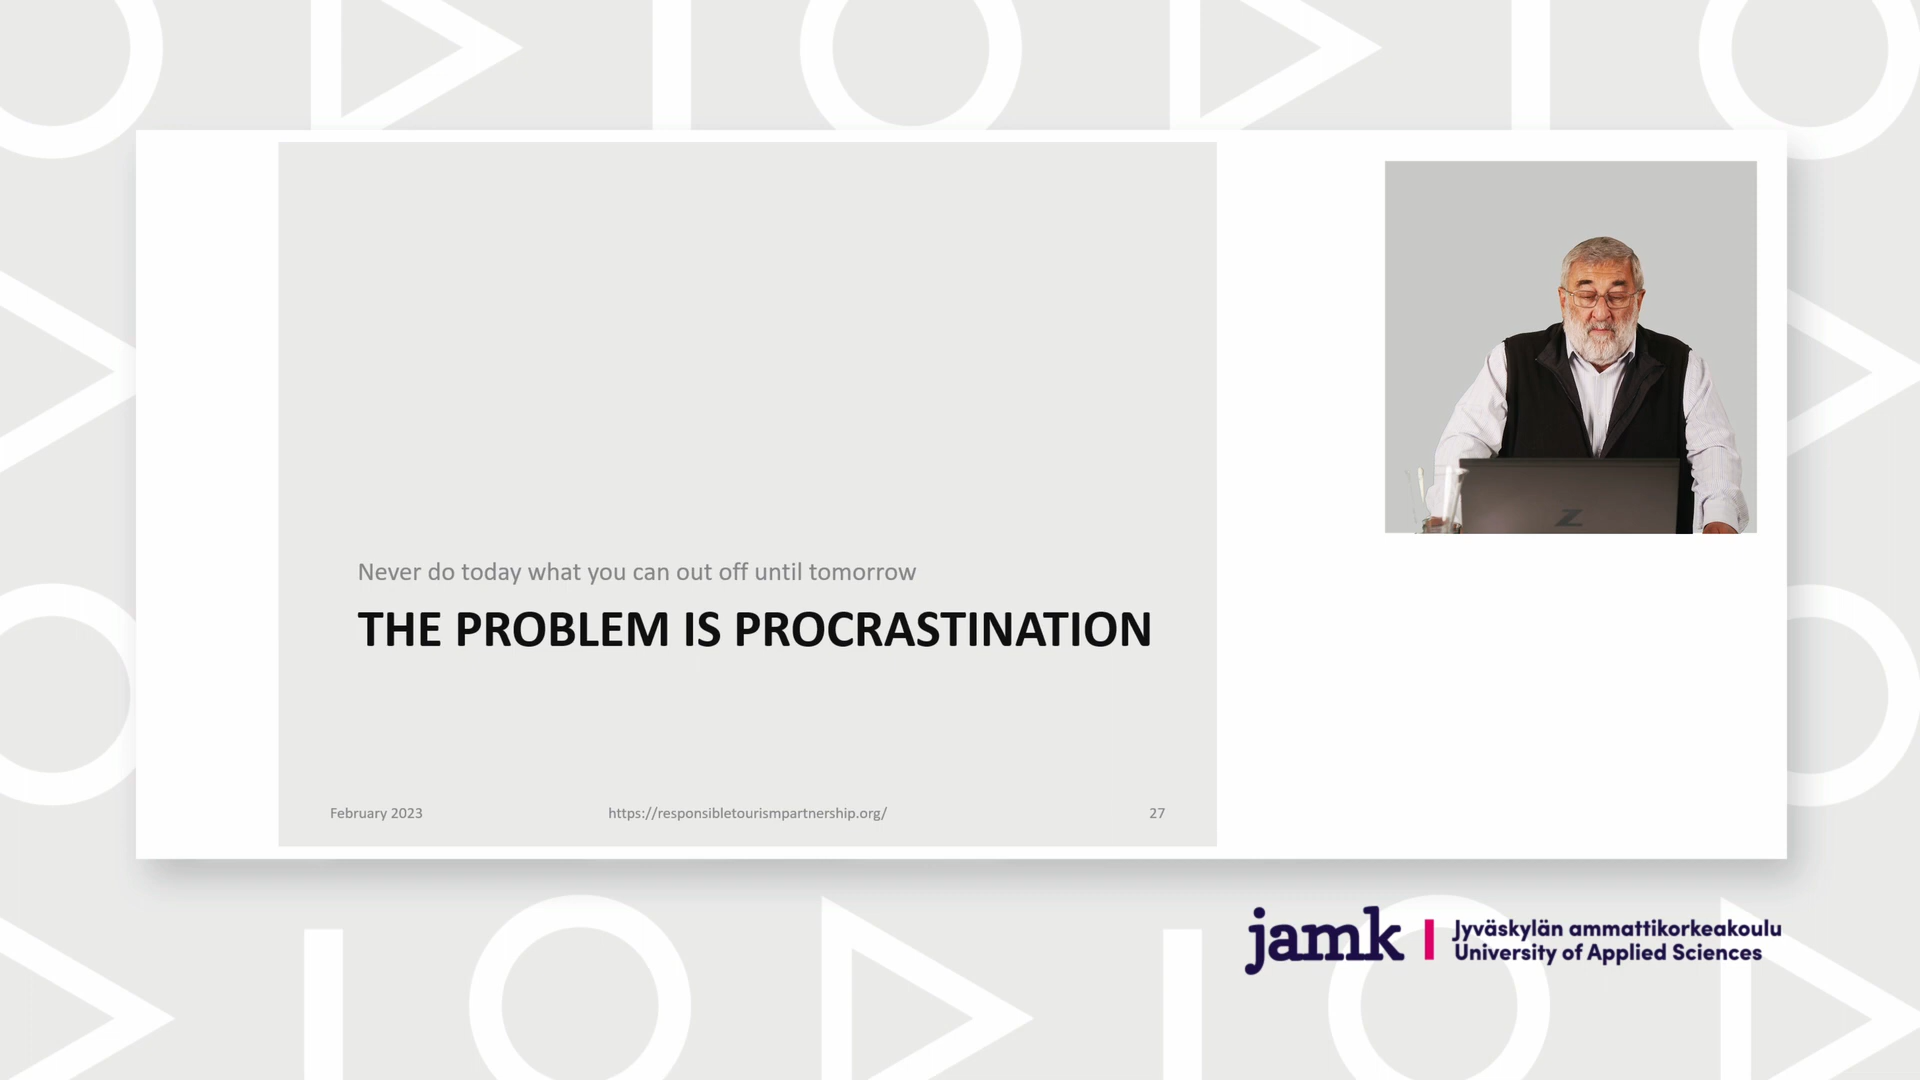 Never do today what you can out off until tomorrow
THE PROBLEM IS PROCRASTINATION
February 2023
https://responsibletourismpartnership.org/
27
Z
jamk
Jyväskylän ammattikorkeakoulu
University of Applied Sciences